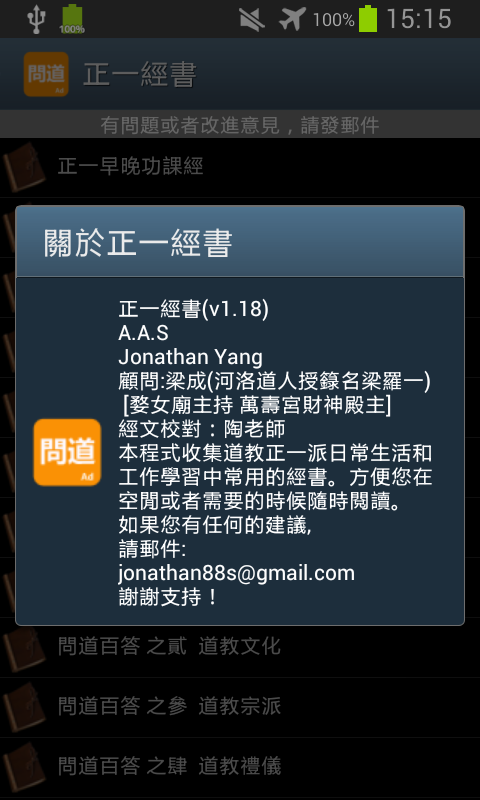 100%
100%
15:15
問道
Ad
正一經書
有問題或者改進意見，請發郵件
正一早晚功課經
關於正一經書
正一經書(v1.18)
A.A.S
Jonathan Yang
顧問:梁成(河洛道人授籙名梁羅一)
[婺女廟主持 萬壽宮財神殿主]
經文校對：陶老師
本程式收集道教正一派日常生活和
工作學習中常用的經書。方便您在
空閒或者需要的時候隨時閱讀。
如果您有任何的建議,
請郵件:
jonathan88s@gmail.com
謝謝支持！
問道
Ad
問道百答 之貳 道教文化
問道百答 之參 道教宗派
問道百答 之肆 道教禮儀